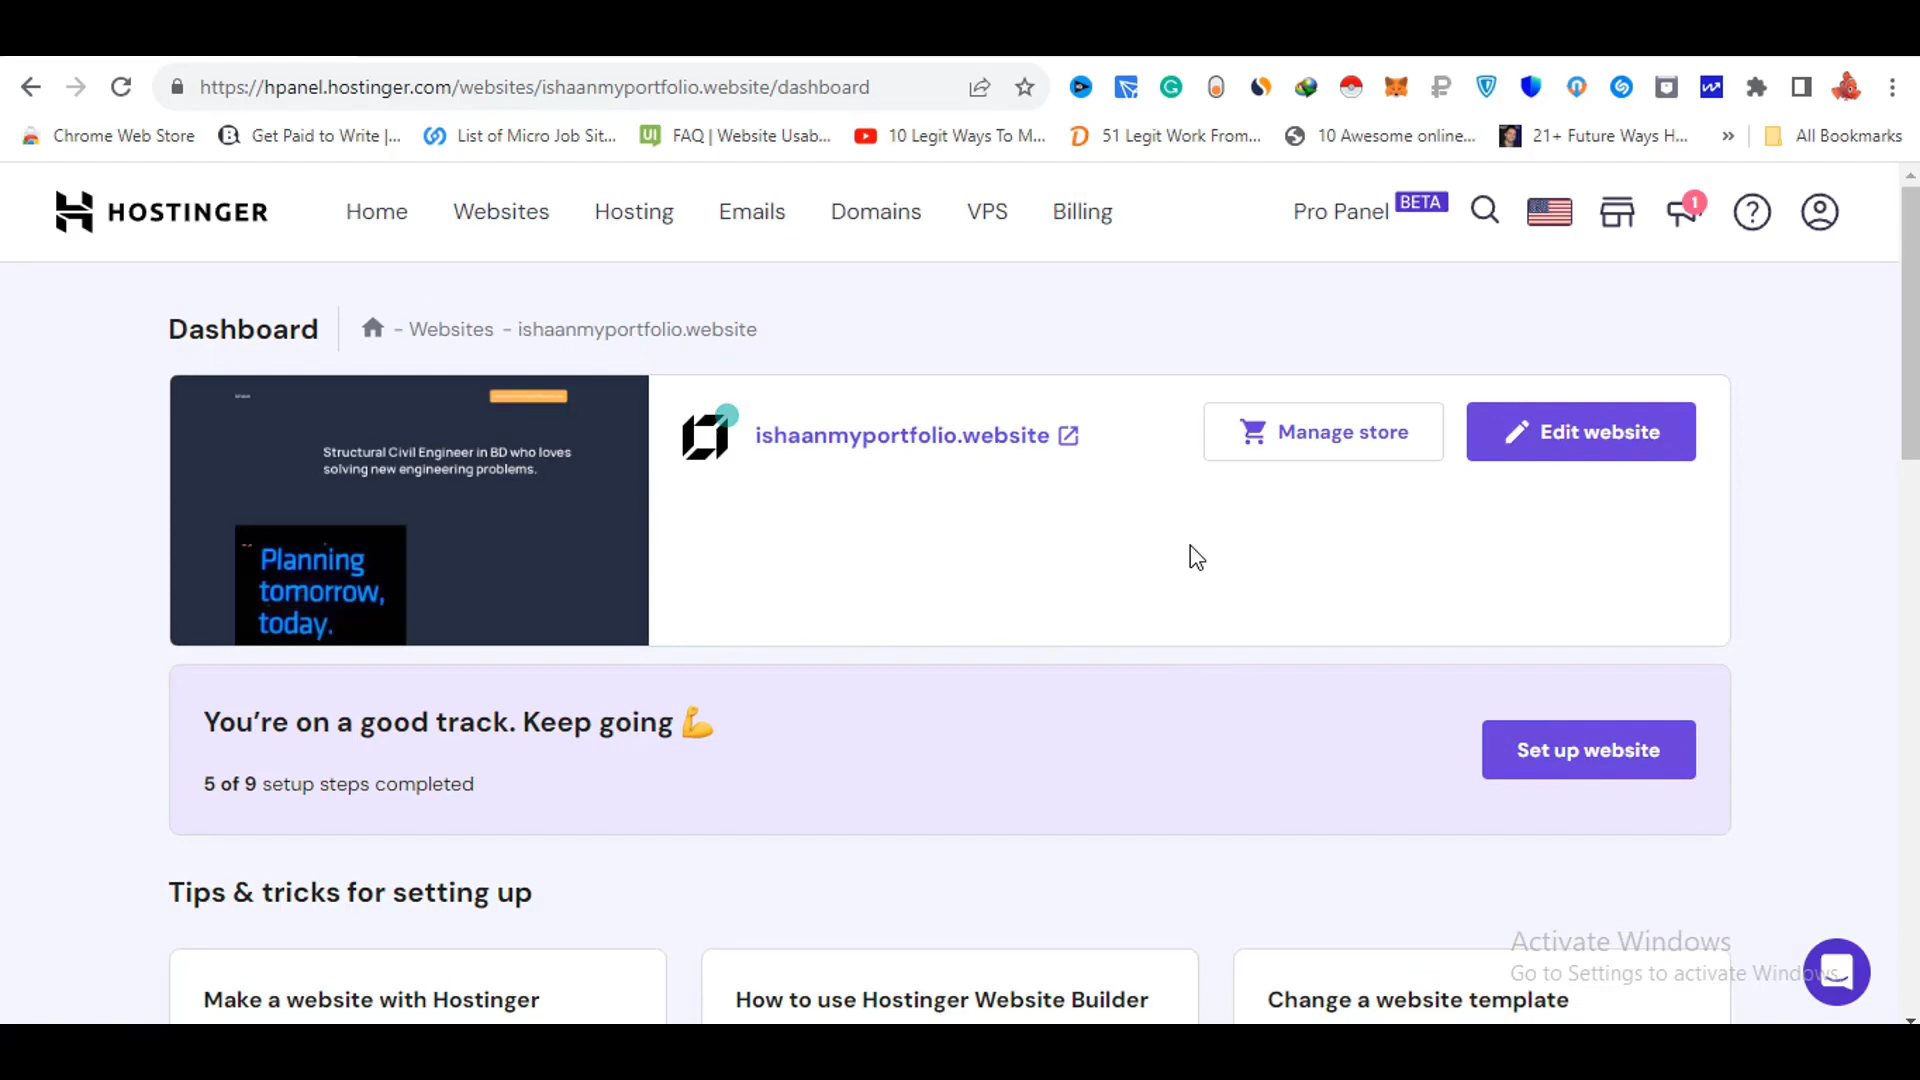 https://hpanel.hostinger.com/websites/ishaanmyportfolio.website/dashboard
Chrome Web Store
Get Paid to Write |...
List of Micro Job Sit...
FAQ | Website Usab...
10 Legit Ways To M...
51 Legit Work From...
10 Awesome online...
21+ Future Ways H...
»
All Bookmarks
HOSTINGER
Home
Websites
Hosting
Emails
Domains
VPS
Billing
Pro Panel BETA
1
Dashboard
- Websites - ishaanmyportfolio.website
Structural Civil Engineer in BD who loves
solving new engineering problems.
Planning
tomorrow,
today.
ishaanmyportfolio.website
Manage store
Edit website
You're on a good track. Keep going 💪
5 of 9 setup steps completed
Set up website
Tips & tricks for setting up
Make a website with Hostinger
How to use Hostinger Website Builder
Change a website template
Activate Windows
Go to Settings to activate Windows.